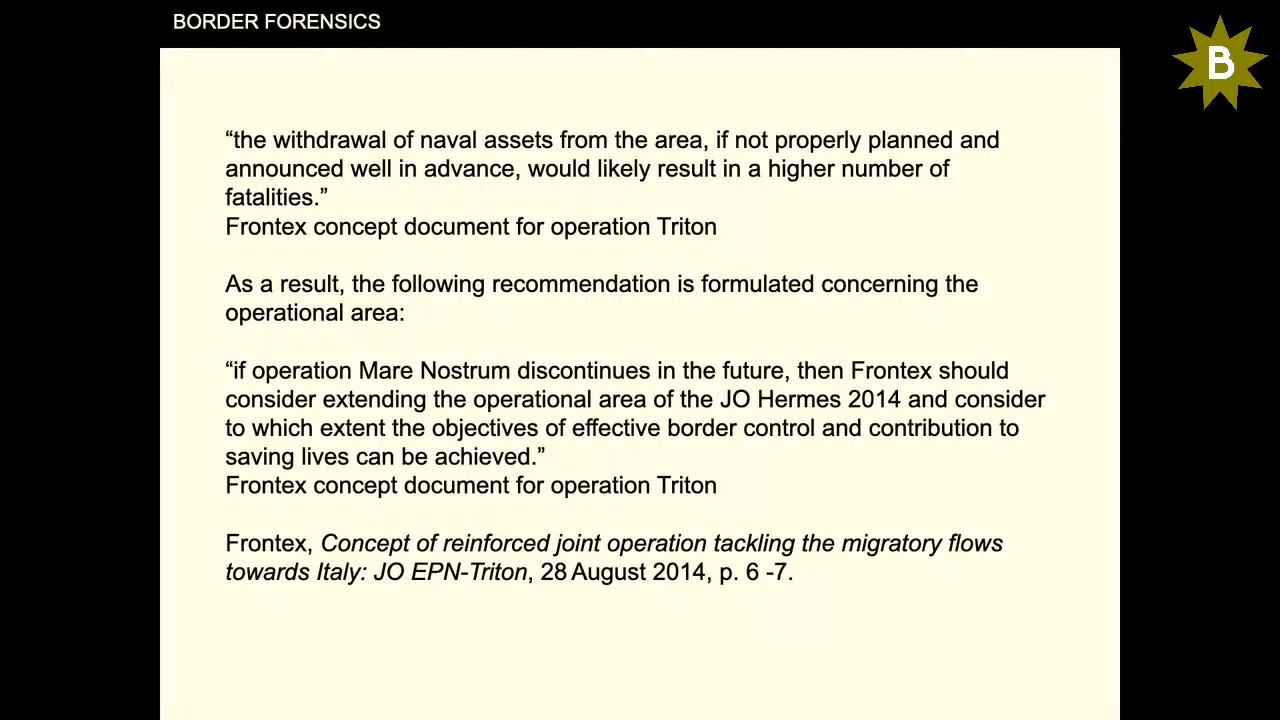 BORDER FORENSICS
B
“the withdrawal of naval assets from the area, if not properly planned and
announced well in advance, would likely result in a higher number of
fatalities.”
Frontex concept document for operation Triton
As a result, the following recommendation is formulated concerning the
operational area:
“if operation Mare Nostrum discontinues in the future, then Frontex should
consider extending the operational area of the JO Hermes 2014 and consider
to which extent the objectives of effective border control and contribution to
saving lives can be achieved.”
Frontex concept document for operation Triton
Frontex, Concept of reinforced joint operation tackling the migratory flows
towards Italy: JO EPN-Triton, 28 August 2014, p. 6 -7.